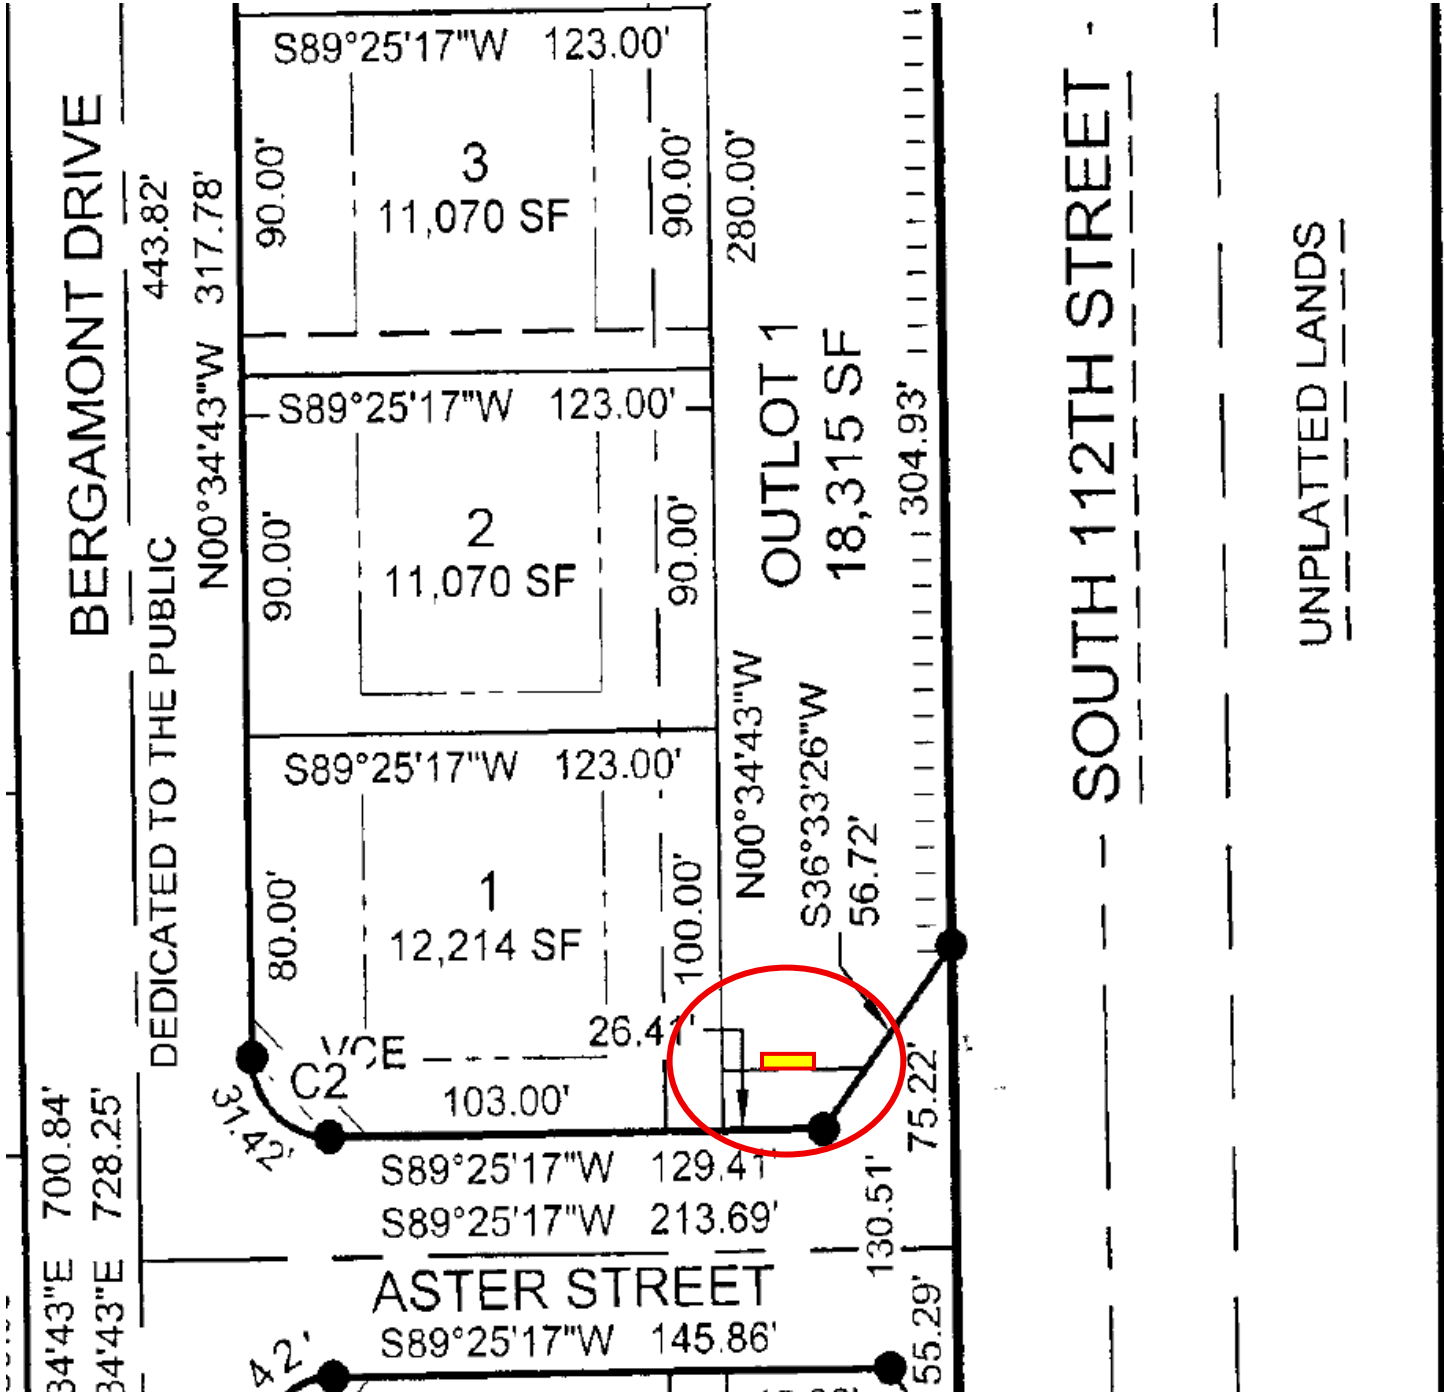 S89°25'17"W 123.00'
BERGAMONT DRIVE
443.82'
N00°34'43"W 317.78'
90.00'
3
11,070 SF
90.00'
280.00'
SOUTH 112TH STREET
UNPLATTED LANDS
S89°25'17"W 123.00'
90.00'
2
11,070 SF
90.00'
OUTLOT 1
18,315 SF
304.93'
DEDICATED TO THE PUBLIC
S89°25'17"W 123.00'
80.00'
1
12,214 SF
100.00'
N00°34'43"W
S36°33'26"W
56.72'
26.41'
VCE
C2
103.00'
31.42'
75.22'
S89°25'17"W 129.41'
S89°25'17"W 213.69'
130.51'
700.84'
728.25'
34'43"E
34'43"E
ASTER STREET
S89°25'17"W 145.86'
55.29'
42'